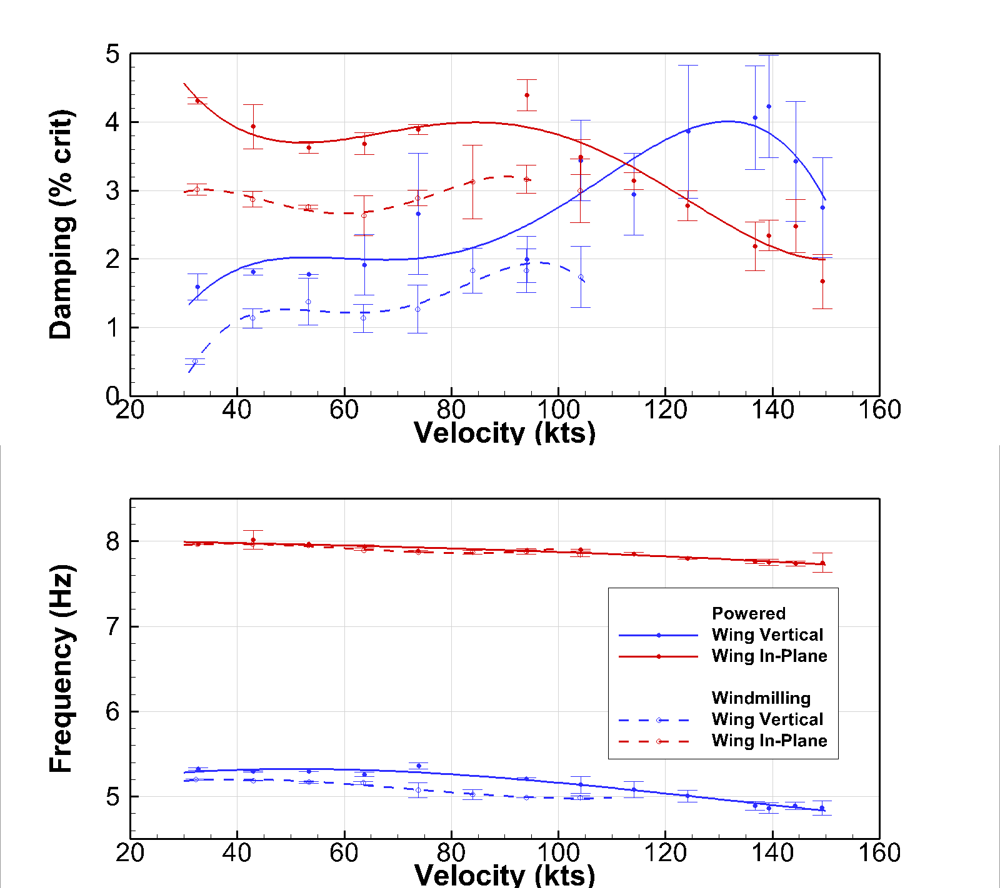 5
4
3
2
1
0
Damping (% crit)
20 40 60 80 100 120 140 160
Velocity (kts)
8
7
6
5
Frequency (Hz)
Powered
Wing Vertical
Wing In-Plane
Windmilling
Wing Vertical
Wing In-Plane
20 40 60 80 100 120 140 160
Velocity (kts)